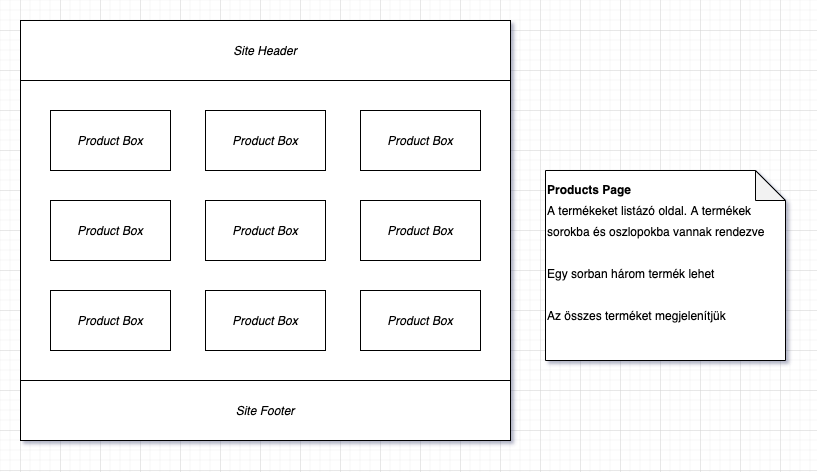 Site Header
Product Box Product Box Product Box
Product Box Product Box Product Box
Product Box Product Box Product Box
Site Footer
Products Page
A termékeket listázó oldal. A termékek
sorokba és oszlopokba vannak rendezve
Egy sorban három termék lehet
Az összes terméket megjelenítjük